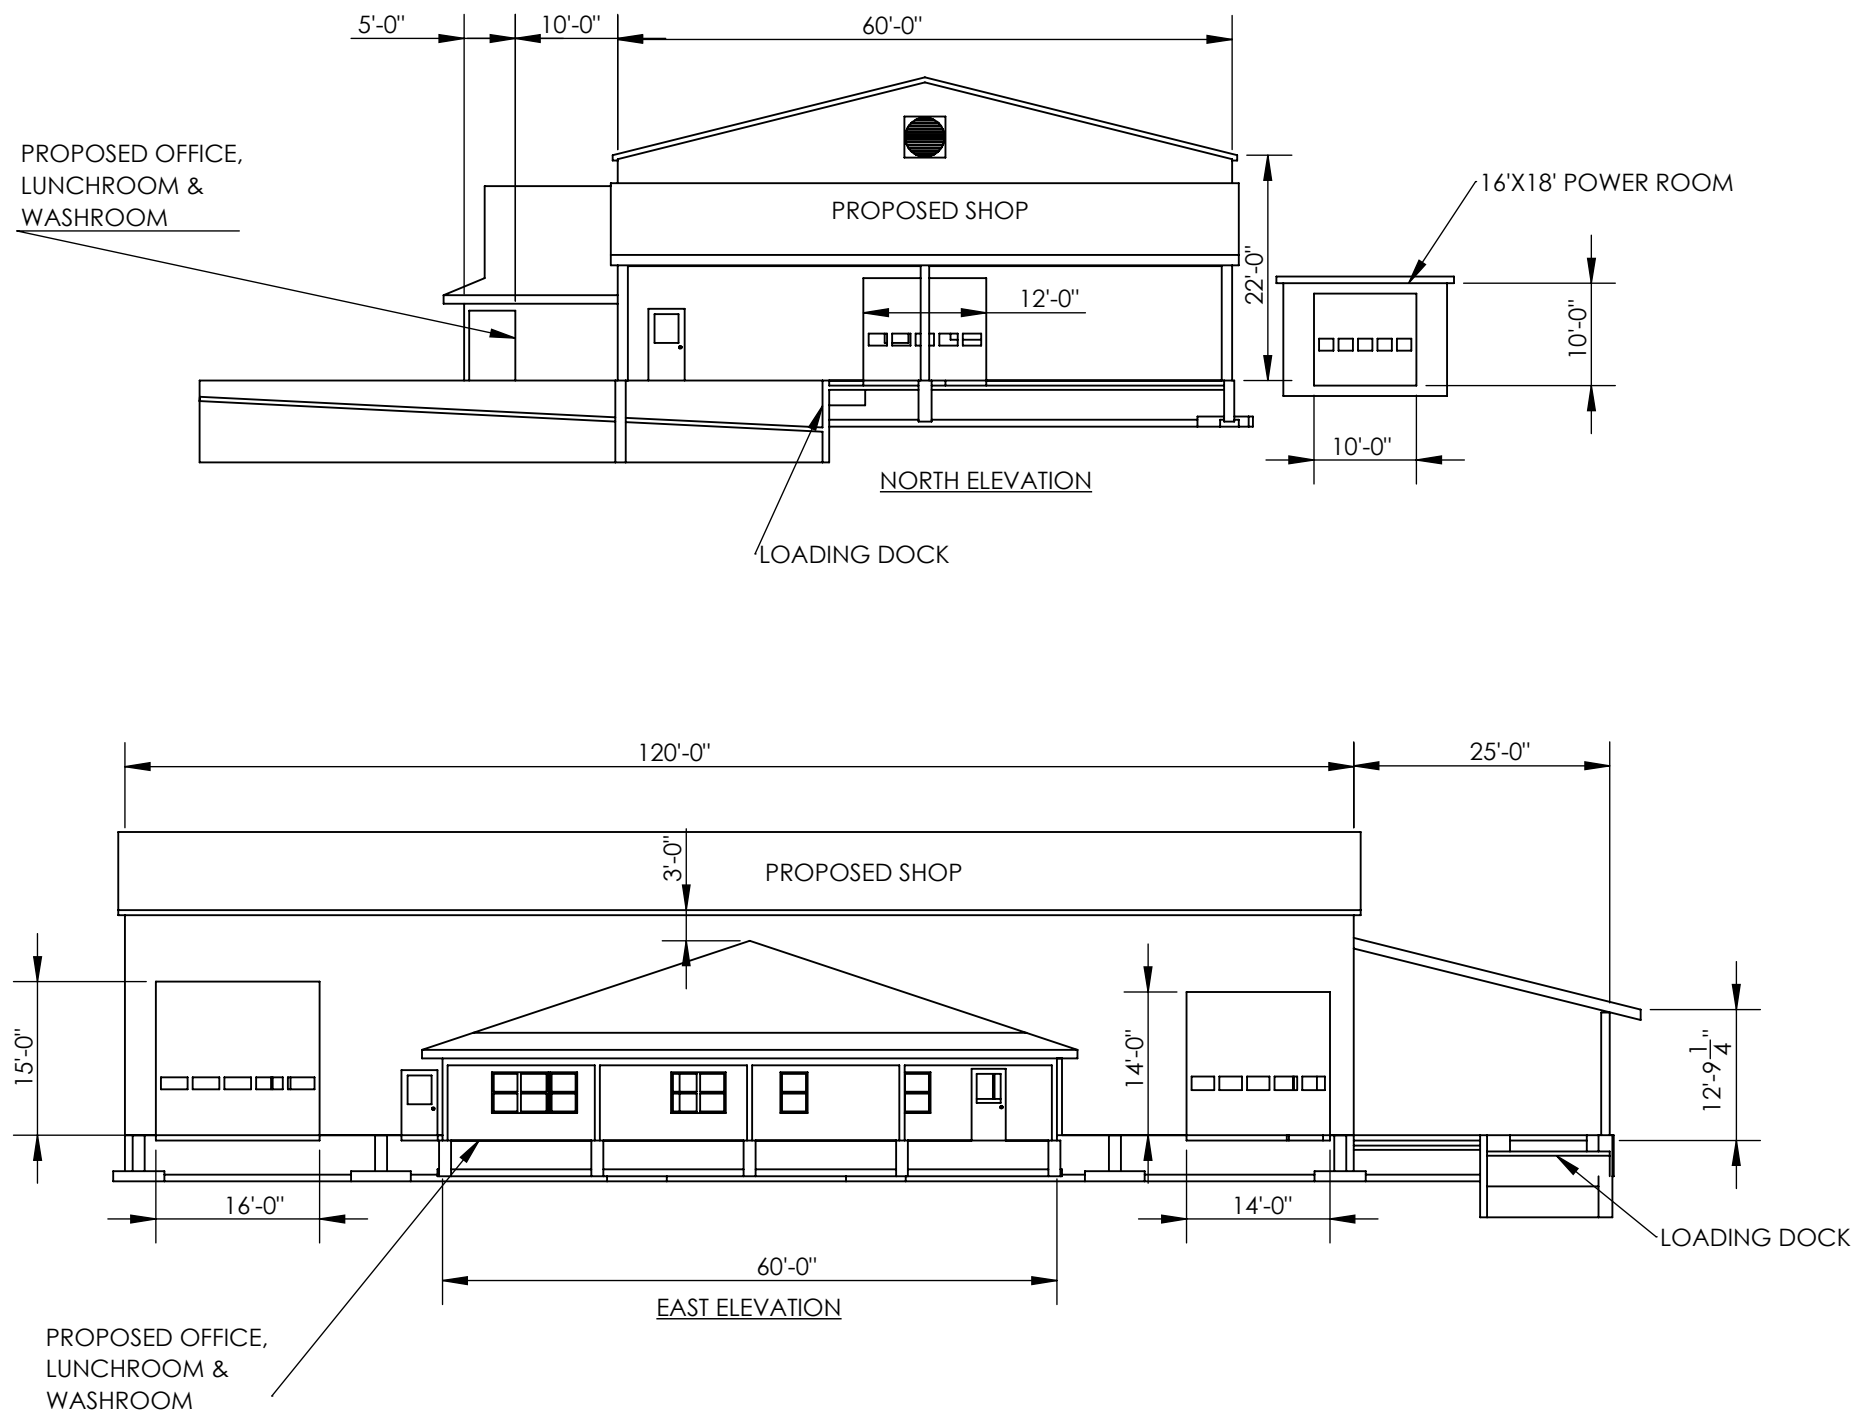 5'-0"
10'-0"
60'-0"
PROPOSED OFFICE,
LUNCHROOM &
WASHROOM
PROPOSED SHOP
16'X18' POWER ROOM
22'-0"
12'-0"
10'-0"
10'-0"
NORTH ELEVATION
LOADING DOCK
120'-0"
25'-0"
3'-0"
PROPOSED SHOP
15'-0"
14'-0"
12'-9 1/4"
16'-0"
14'-0"
LOADING DOCK
60'-0"
EAST ELEVATION
PROPOSED OFFICE,
LUNCHROOM &
WASHROOM